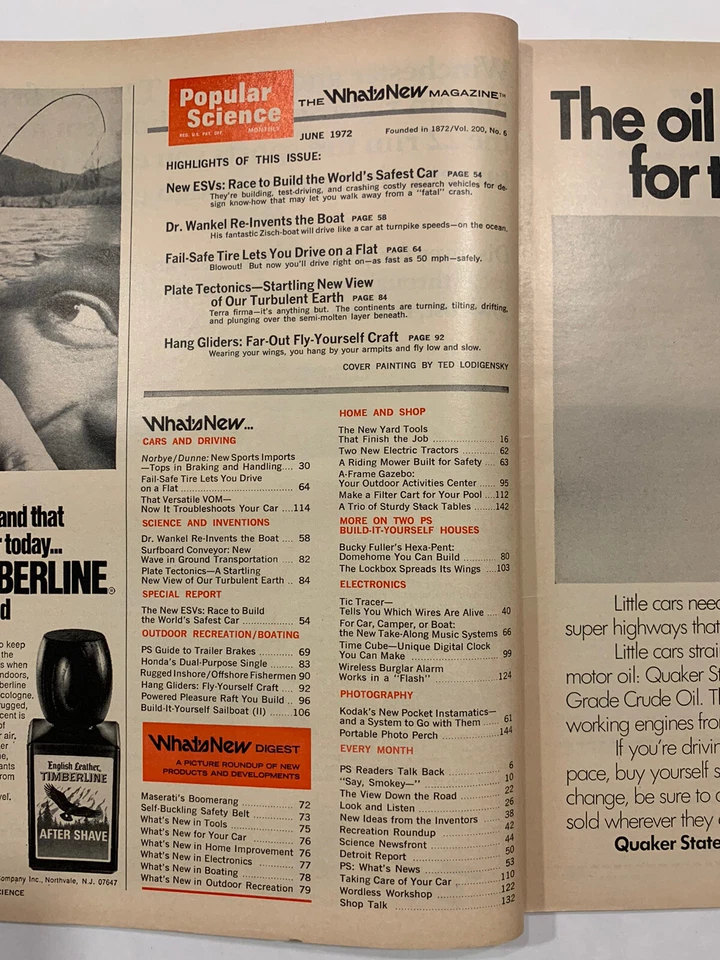 and that
today...
BERLINE®
d
to keep
the
s when
ndoors,
berline
cologne.
rugged,
cent is
of
air,
er
ne,
ants
from
vel.
English Leather®
TIMBERLINE
AFTER SHAVE
Company Inc., Northvale, N.J. 07647
CIENCE
Popular
Science
REG. U.S. PAT. OFF. MONTHLY
THE What's New MAGAZINE
JUNE 1972
Founded in 1872/Vol. 200, No. 6
HIGHLIGHTS OF THIS ISSUE:
New ESVs: Race to Build the World's Safest Car PAGE 54
They're building, test-driving, and crashing costly research vehicles for de-
sign know-how that may let you walk away from a "fatal" crash.
Dr. Wankel Re-Invents the Boat PAGE 58
His fantastic Zisch-boat will drive like a car at turnpike speeds—on the ocean.
Fail-Safe Tire Lets You Drive on a Flat PAGE 64
Blowout! But now you'll drive right on—as fast as 50 mph—safely.
Plate Tectonics—Startling New View
of Our Turbulent Earth PAGE 84
Terra firma—it's anything but. The continents are turning, tilting, drifting,
and plunging over the semi-molten layer beneath.
Hang Gliders: Far-Out Fly-Yourself Craft PAGE 92
Wearing your wings, you hang by your armpits and fly low and slow.
COVER PAINTING BY TED LODIGENSKY
What's New...
CARS AND DRIVING
Norbye/Dunne: New Sports Imports
—Tops in Braking and Handling.... 30
Fail-Safe Tire Lets You Drive
on a Flat ........ 64
That Versatile VOM—
Now It Troubleshoots Your Car ....114
SCIENCE AND INVENTIONS
Dr. Wankel Re-Invents the Boat .... 58
Surfboard Conveyor: New
Wave in Ground Transportation .... 82
Plate Tectonics—A Startling
New View of Our Turbulent Earth .. 84
SPECIAL REPORT
The New ESVs: Race to Build
the World's Safest Car ........ 54
OUTDOOR RECREATION/BOATING
PS Guide to Trailer Brakes ........ 69
Honda's Dual-Purpose Single ........ 83
Rugged Inshore/Offshore Fishermen 90
Hang Gliders: Fly-Yourself Craft .... 92
Powered Pleasure Raft You Build .. 96
Build-It-Yourself Sailboat (II) ........106
What's New DIGEST
A PICTURE ROUNDUP OF NEW
PRODUCTS AND DEVELOPMENTS
Maserati's Boomerang ........ 72
Self-Buckling Safety Belt ........ 73
What's New in Tools ........ 75
What's New for Your Car ........ 76
What's New in Home Improvement 76
What's New in Electronics ........ 77
What's New in Boating ........ 78
What's New in Outdoor Recreation 79
HOME AND SHOP
The New Yard Tools
That Finish the Job ........ 16
Two New Electric Tractors ........ 62
A Riding Mower Built for Safety .... 63
A-Frame Gazebo:
Your Outdoor Activities Center ...... 95
Make a Filter Cart for Your Pool ....112
A Trio of Sturdy Stack Tables ........142
MORE ON TWO PS
BUILD-IT-YOURSELF HOUSES
Bucky Fuller's Hexa-Pent:
Domehome You Can Build ........ 80
The Lockbox Spreads Its Wings ....103
ELECTRONICS
Tic Tracer—
Tells You Which Wires Are Alive .... 40
For Car, Camper, or Boat:
the New Take-Along Music Systems 66
Time Cube—Unique Digital Clock
You Can Make ........ 99
Wireless Burglar Alarm
Works in a "Flash" ........124
PHOTOGRAPHY
Kodak's New Pocket Instamatics—
and a System to Go with Them ...... 61
Portable Photo Perch ........144
EVERY MONTH
PS Readers Talk Back ........ 6
"Say, Smokey—" ........ 10
The View Down the Road ........ 22
Look and Listen ........ 26
New Ideas from the Inventors ........ 38
Recreation Roundup ........ 42
Science Newsfront ........ 44
Detroit Report ........ 50
PS: What's News ........ 53
Taking Care of Your Car ........110
Wordless Workshop ........122
Shop Talk ........132
The oil
for t
Little cars need
super highways that
Little cars strai
motor oil: Quaker St
Grade Crude Oil. Th
working engines from
If you're drivin
pace, buy yourself s
change, be sure to a
sold wherever they
Quaker State